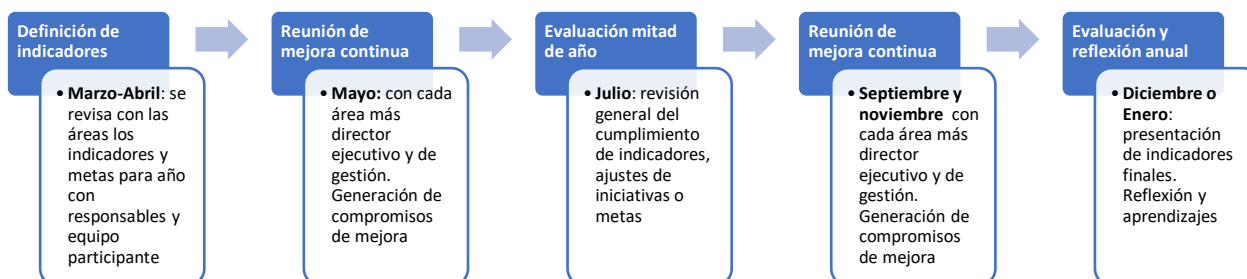 Definición de
indicadores
• Marzo-Abril: se
revisa con las
áreas los
indicadores y
metas para año
con
responsables y
equipo
participante
Reunión de
mejora continua
• Mayo: con cada
área más
director
ejecutivo y de
gestión.
Generación de
compromisos
de mejora
Evaluación mitad
de año
• Julio: revisión
general del
cumplimiento
de indicadores,
ajustes de
iniciativas o
metas
Reunión de
mejora continua
• Septiembre y
noviembre con
cada área más
director
ejecutivo y de
gestión.
Generación de
compromisos
de mejora
Evaluación y
reflexión anual
• Diciembre o
Enero:
presentación
de indicadores
finales.
Reflexión y
aprendizajes